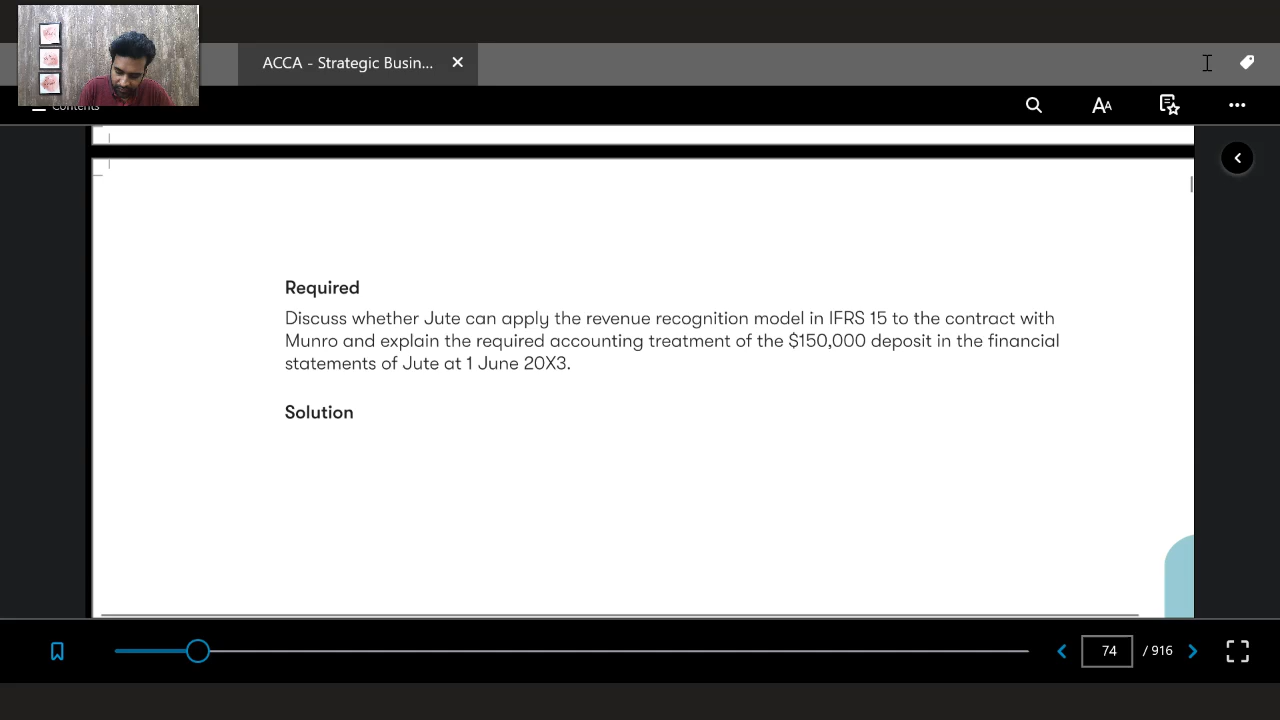 ACCA - Strategic Busin...
Contents
Required
Discuss whether Jute can apply the revenue recognition model in IFRS 15 to the contract with
Munro and explain the required accounting treatment of the $150,000 deposit in the financial
statements of Jute at 1 June 20X3.
Solution
74 / 916